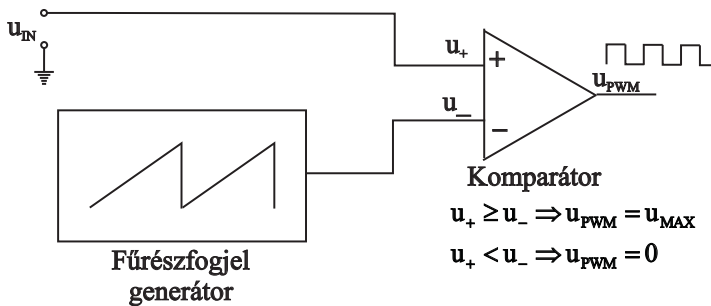 u_IN
u_+
+
u_PWM
u_−
−
Komparátor
u_+ ≥ u_− ⇒ u_PWM = u_MAX
u_+ < u_− ⇒ u_PWM = 0
Fűrészfogjel
generátor